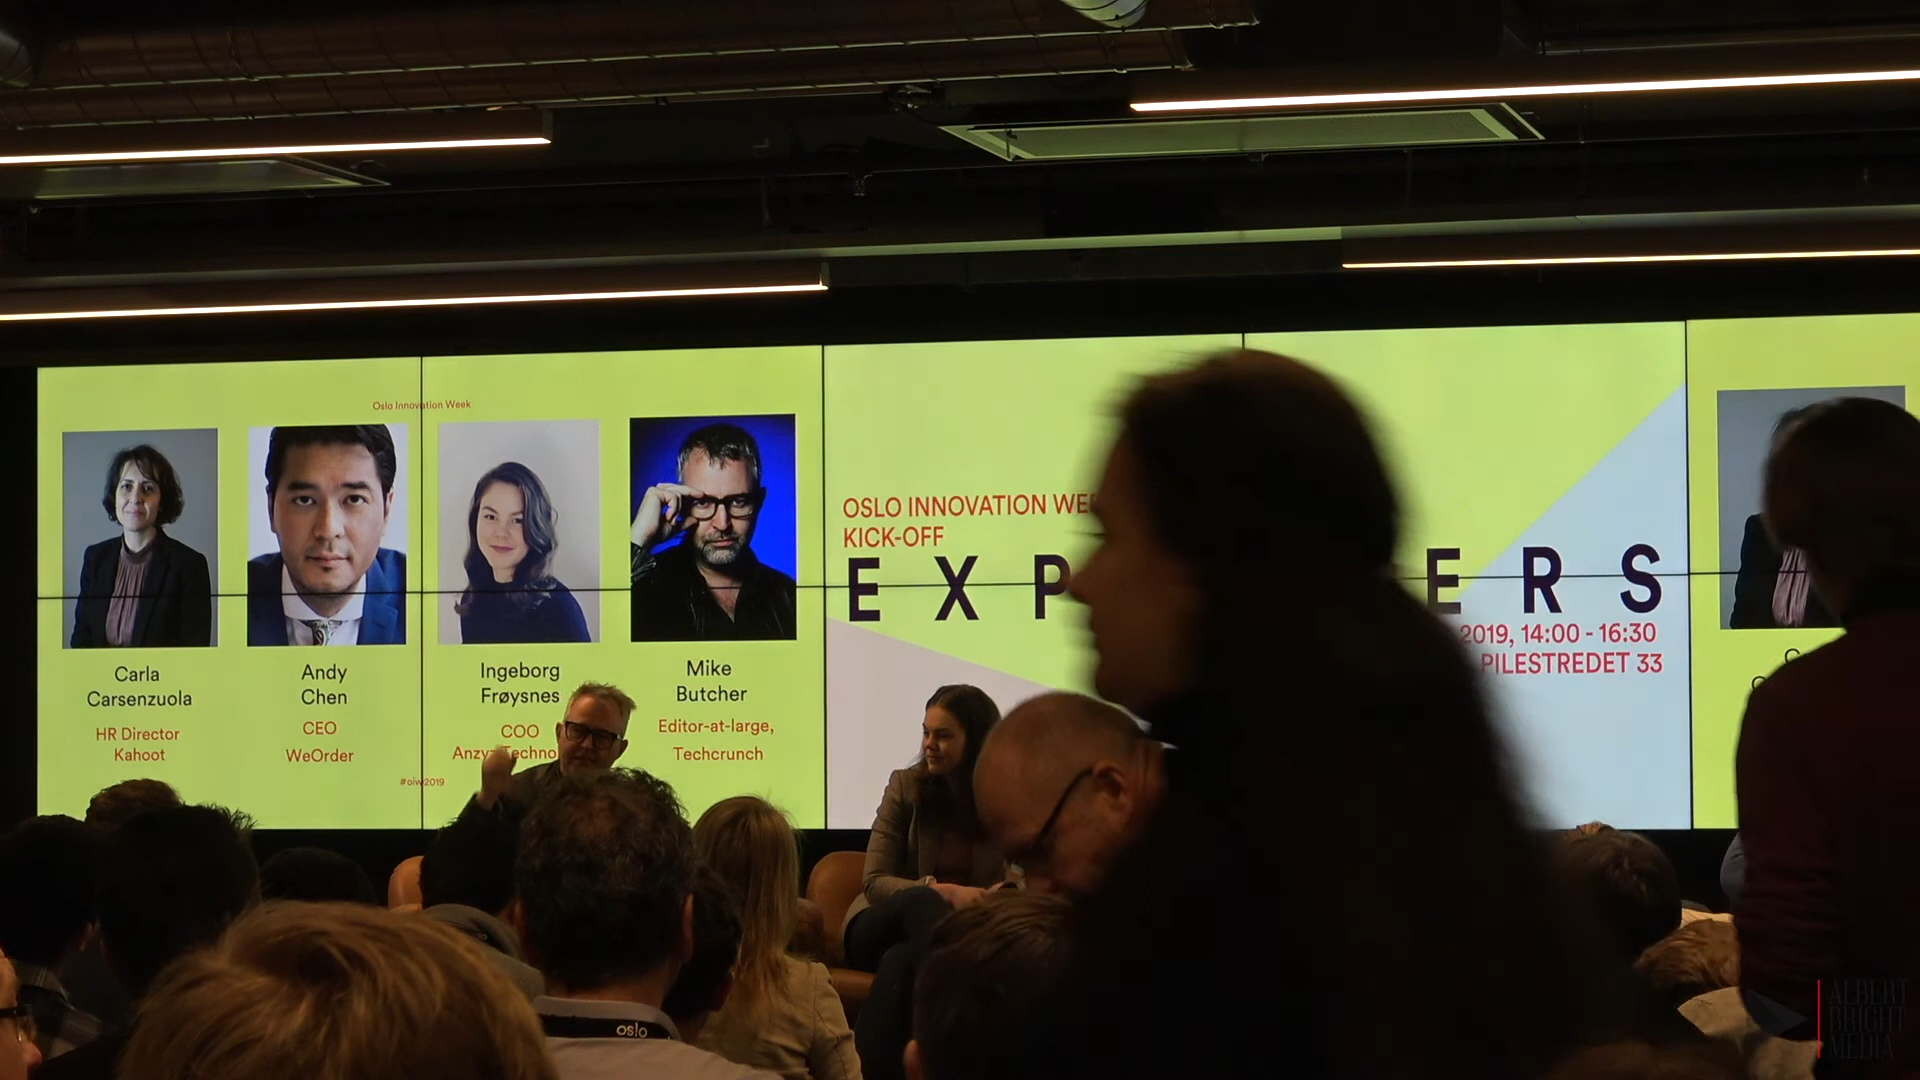 Oslo Innovation Week
Carla
Carsenzuola
HR Director
Kahoot
Andy
Chen
CEO
WeOrder
Ingeborg
Frøysnes
COO
Mike
Butcher
Editor-at-large,
Techcrunch
#oiw2019
OSLO INNOVATION
KICK-OFF
2019, 14:00 - 16:30
PILESTREDET 33
oslo
ALBERT
BRIGHT
MEDIA